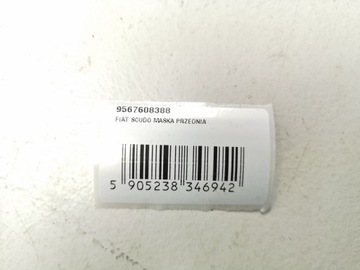 9567608388
FIAT SCUDO MASKA PRZEDNIA
5 905238 346942